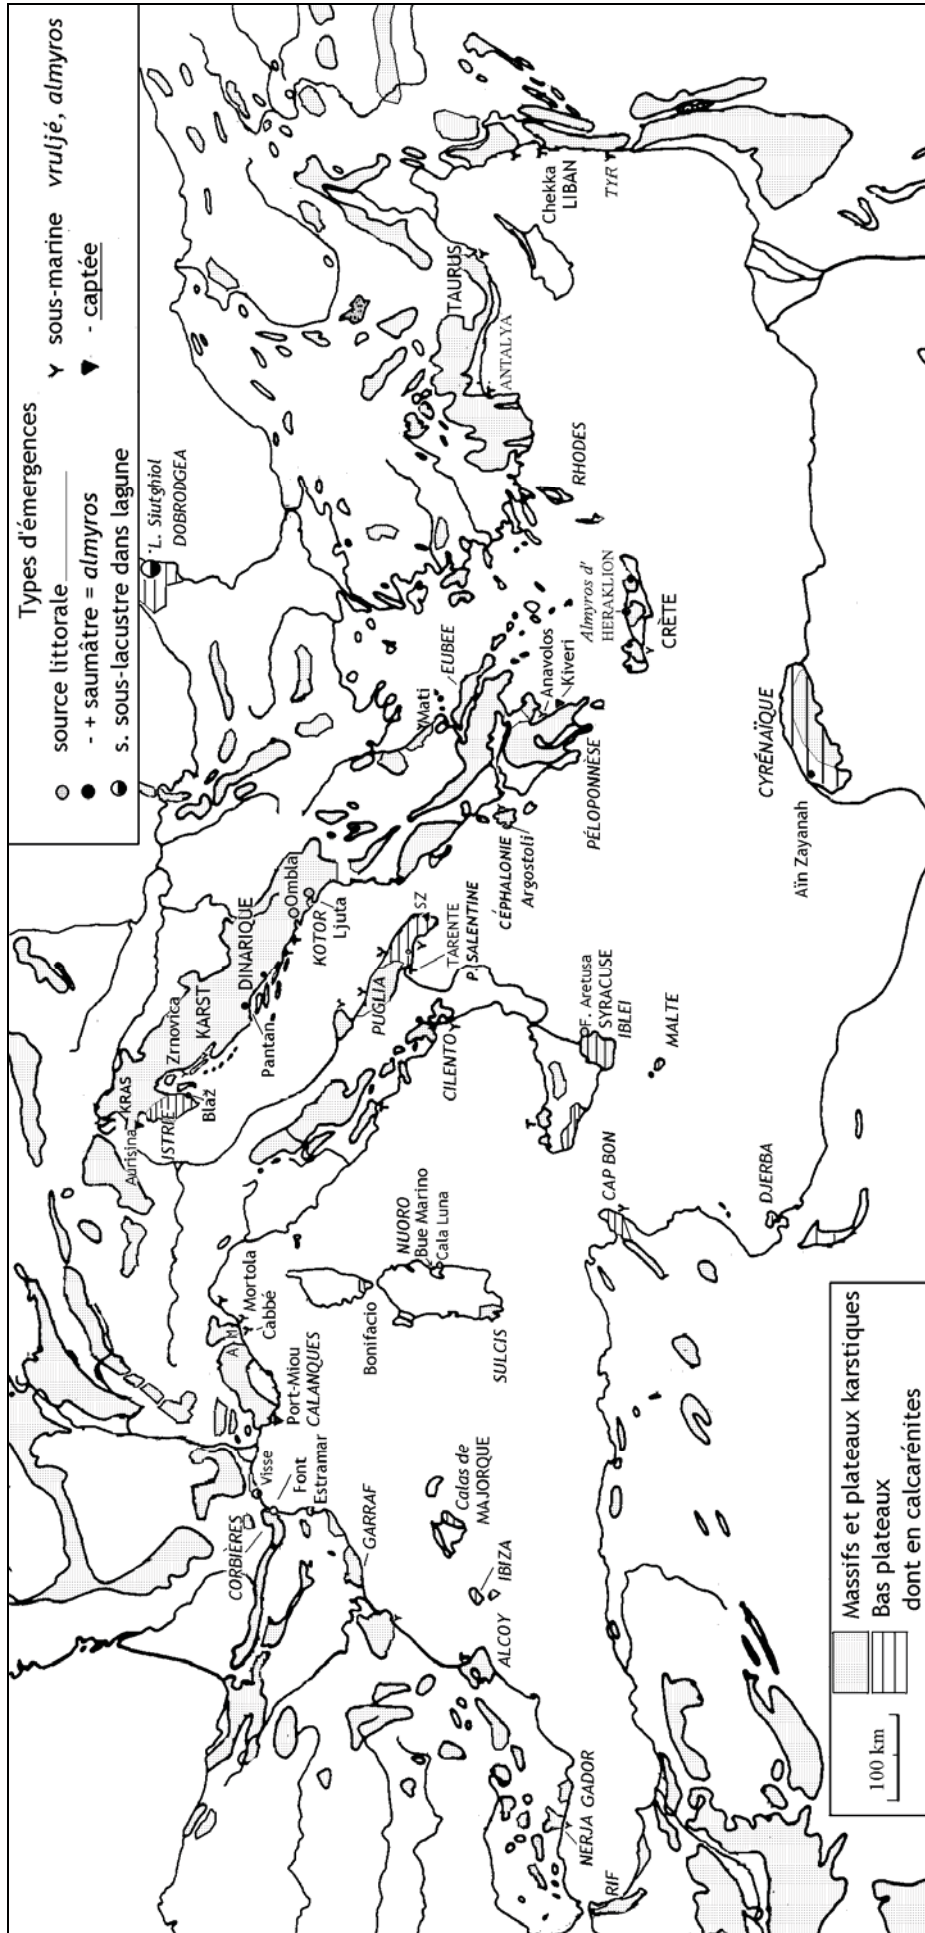 Types d'émergences
source littorale
- + saumâtre = almyros
s. sous-lacustre dans lagune
sous-marine vruljé, almyros
- captée
L. Siutghiol
DOBRODGEA
TAURUS
ANTALYA
Chekka
LIBAN
TYR
RHODES
Almyros d'
HERAKLION
CRÈTE
EUBEE
Mati
Anavolos
Kiveri
PÉLOPONNÈSE
CÉPHALONIE
Argostoli
CYRÉNAÏQUE
Aïn Zayanah
KRAS
Aurisina
ISTRIE
Blaž
Zrnovica
KARST
DINARIQUE
Pantan
Ombla
KOTOR
Ljuta
PUGLIA
SZ
TARENTE
P. SALENTINE
CILENTO
F. Aretusa
SYRACUSE
IBLEI
MALTE
CAP BON
DJERBA
NUORO
Bue Marino
Cala Luna
Bonifacio
SULCIS
A M
Mortola
Cabbé
Port-Miou
CALANQUES
Visse
Font
Estramar
CORBIÈRES
GARRAF
Calas de
MAJORQUE
IBIZA
ALCOY
NERJA GADOR
RIF
Massifs et plateaux karstiques
Bas plateaux
dont en calcarénites
100 km